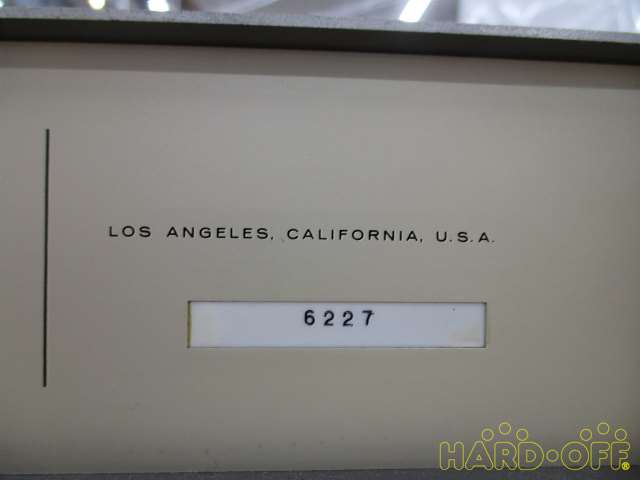 LOS ANGELES, CALIFORNIA, U.S.A.
6227
HARD-OFF